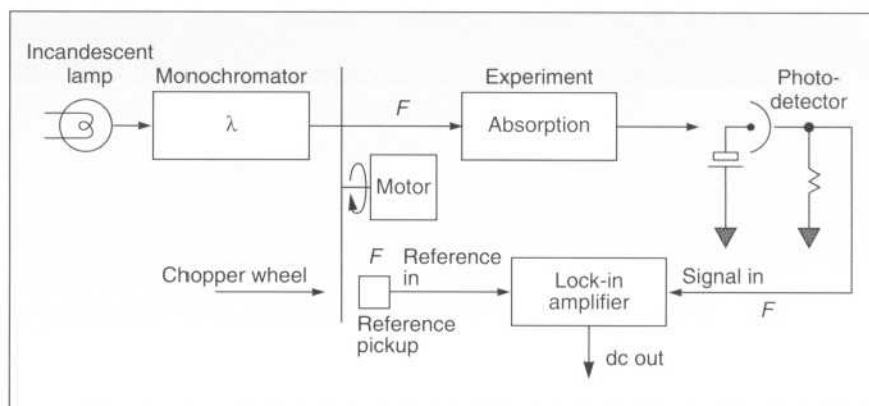 Incandescent
lamp
Monochromator
λ
F
Experiment
Absorption
Photo-
detector
Motor
Chopper wheel
F
Reference
in
Reference
pickup
Lock-in
amplifier
Signal in
F
dc out